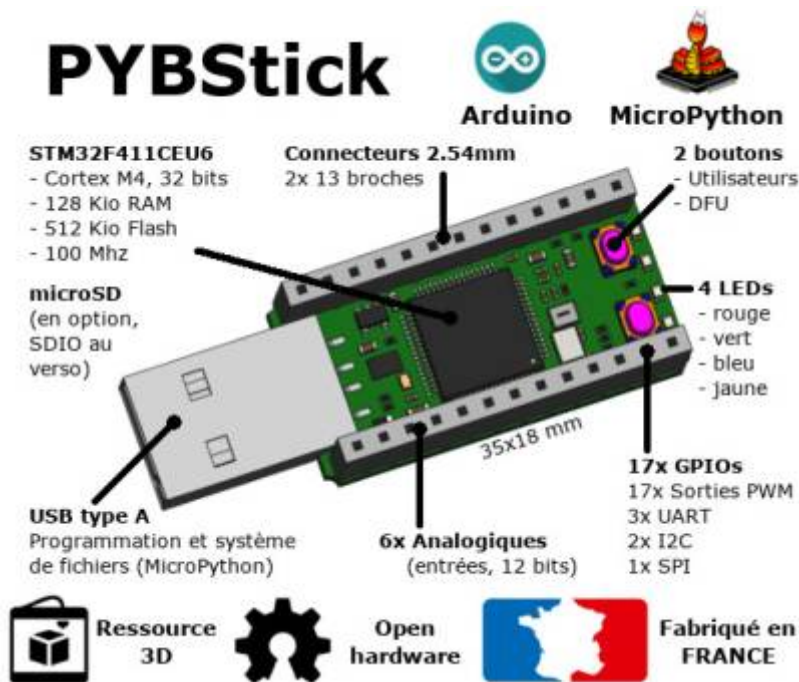 PYBStick
Arduino
MicroPython
STM32F411CEU6
- Cortex M4, 32 bits
- 128 Kio RAM
- 512 Kio Flash
- 100 Mhz
Connecteurs 2.54mm
2x 13 broches
2 boutons
- Utilisateurs
- DFU
microSD
(en option,
SDIO au
verso)
4 LEDs
- rouge
- vert
- bleu
- jaune
35x18 mm
USB type A
Programmation et système
de fichiers (MicroPython)
6x Analogiques
(entrées, 12 bits)
17x GPIOs
17x Sorties PWM
3x UART
2x I2C
1x SPI
Ressource
3D
Open
hardware
Fabriqué en
FRANCE